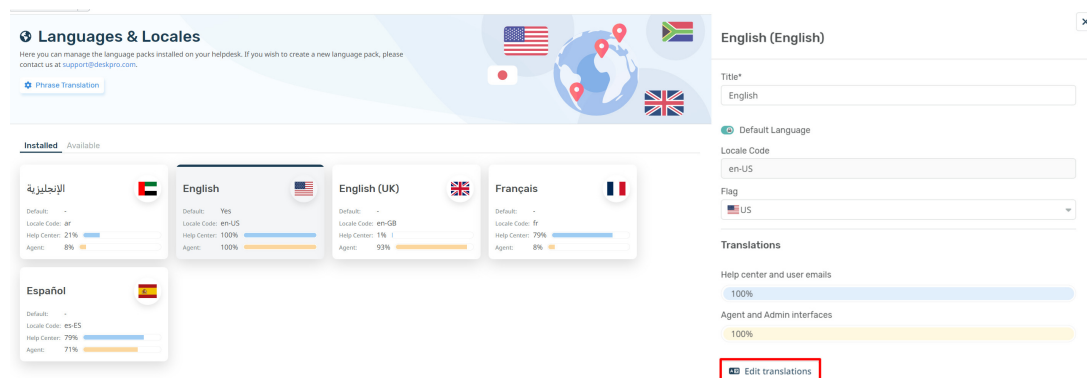 Languages & Locales
Here you can manage the language packs installed on your helpdesk. If you wish to create a new language pack, please
contact us at support@deskpro.com.
Phrase Translation
Installed Available
الإنجليزية
Default: -
Locale Code: ar
Help Center: 21%
Agent: 8%
English
Default: Yes
Locale Code: en-US
Help Center: 100%
Agent: 100%
English (UK)
Default: -
Locale Code: en-GB
Help Center: 1%
Agent: 93%
Français
Default: -
Locale Code: fr
Help Center: 79%
Agent: 8%
Español
Default: -
Locale Code: es-ES
Help Center: 79%
Agent: 71%
English (English)
Title*
English
Default Language
Locale Code
en-US
Flag
US
Translations
Help center and user emails
100%
Agent and Admin interfaces
100%
Edit translations